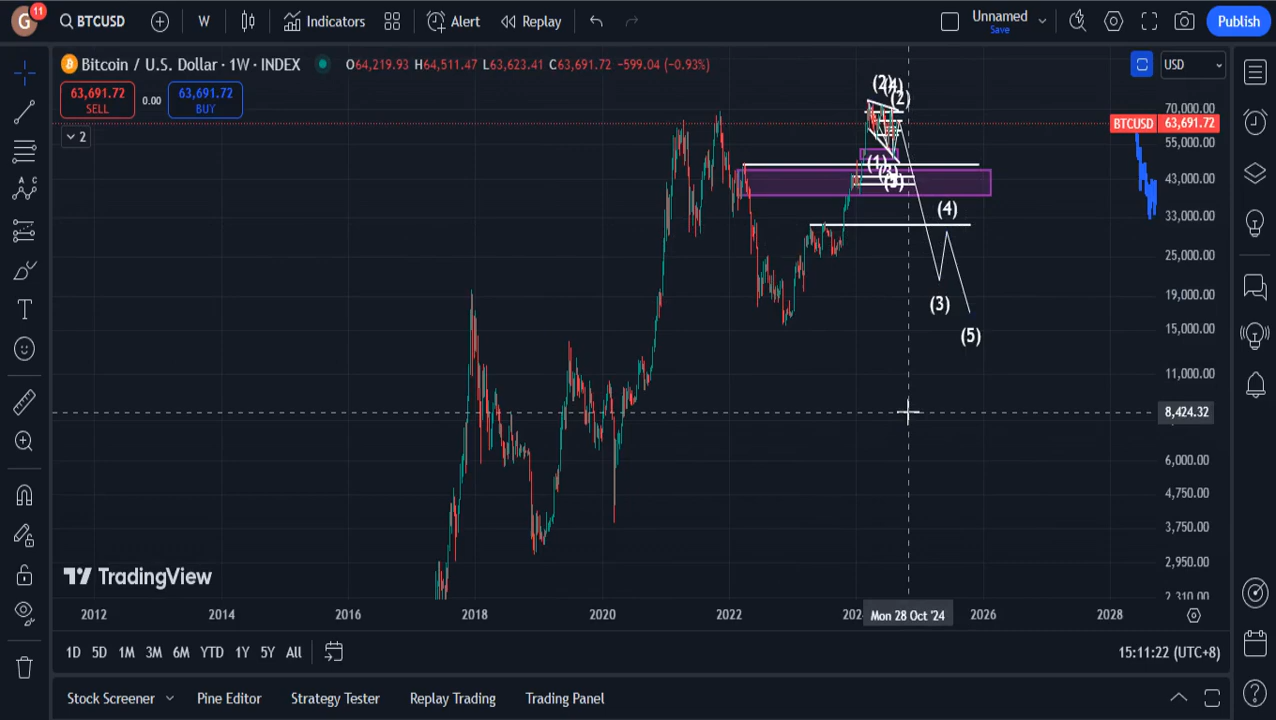 G 11 BTCUSD W Indicators Alert Replay Unnamed Save Publish
Bitcoin / U.S. Dollar · 1W · INDEX O64,219.93 H64,511.47 L63,623.41 C63,691.72 −599.04 (−0.93%) USD
63,691.72 SELL 0.00 63,691.72 BUY
2
(2)
(2)
70,000.00
BTCUSD 63,691.72
55,000.00
(1)
43,000.00
(4)
33,000.00
25,000.00
19,000.00
(3)
15,000.00
(5)
11,000.00
8,424.32
6,000.00
4,750.00
3,750.00
2,950.00
2,310.00
TradingView
2012 2014 2016 2018 2020 2022 Mon 28 Oct '24 2026 2028
1D 5D 1M 3M 6M YTD 1Y 5Y All 15:11:22 (UTC+8)
Stock Screener Pine Editor Strategy Tester Replay Trading Trading Panel